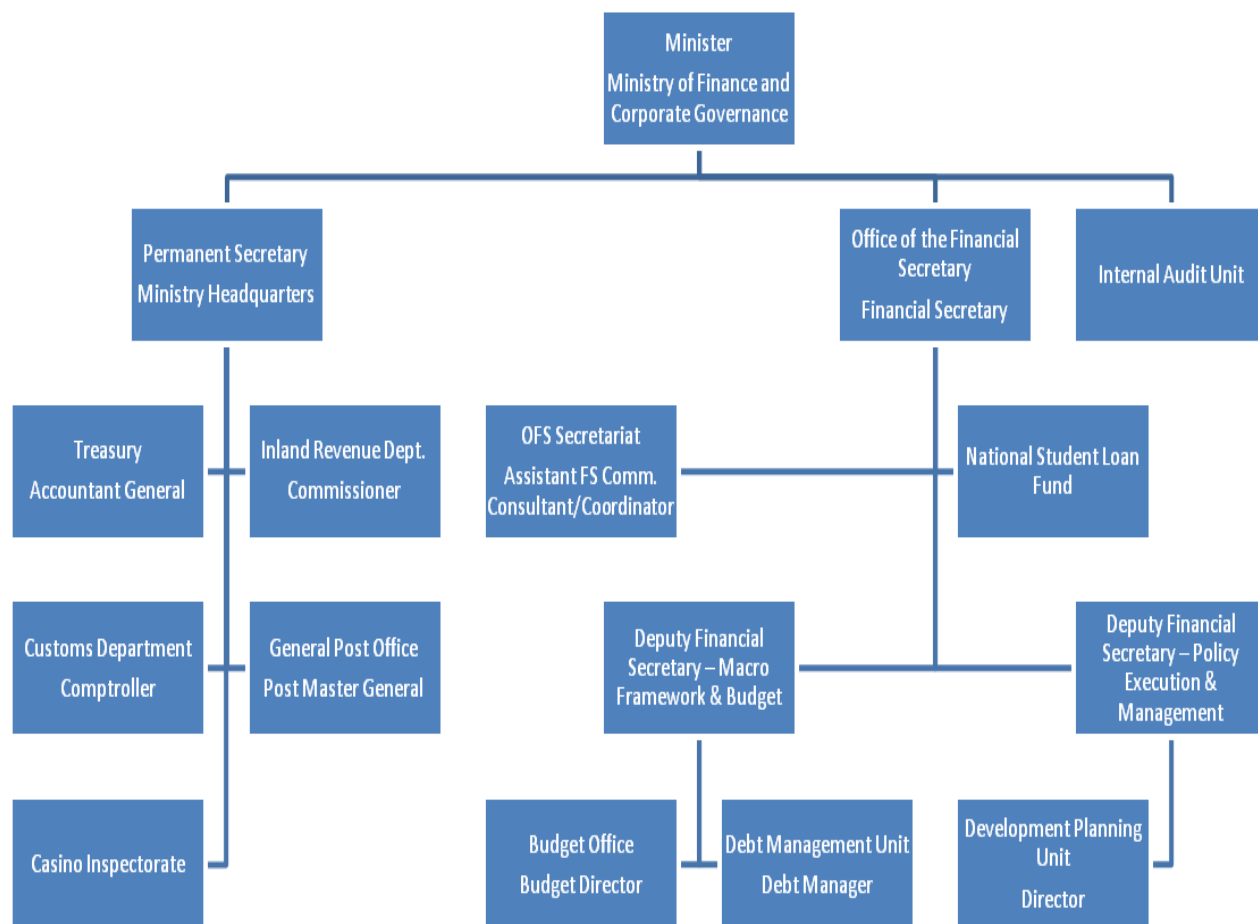 Minister
Ministry of Finance and
Corporate Governance
Permanent Secretary
Ministry Headquarters
Office of the Financial
Secretary
Financial Secretary
Internal Audit Unit
Treasury
Accountant General
Inland Revenue Dept.
Commissioner
OFS Secretariat
Assistant FS Comm.
Consultant/Coordinator
National Student Loan
Fund
Customs Department
Comptroller
General Post Office
Post Master General
Deputy Financial
Secretary – Macro
Framework & Budget
Deputy Financial
Secretary – Policy
Execution &
Management
Casino Inspectorate
Budget Office
Budget Director
Debt Management Unit
Debt Manager
Development Planning
Unit
Director